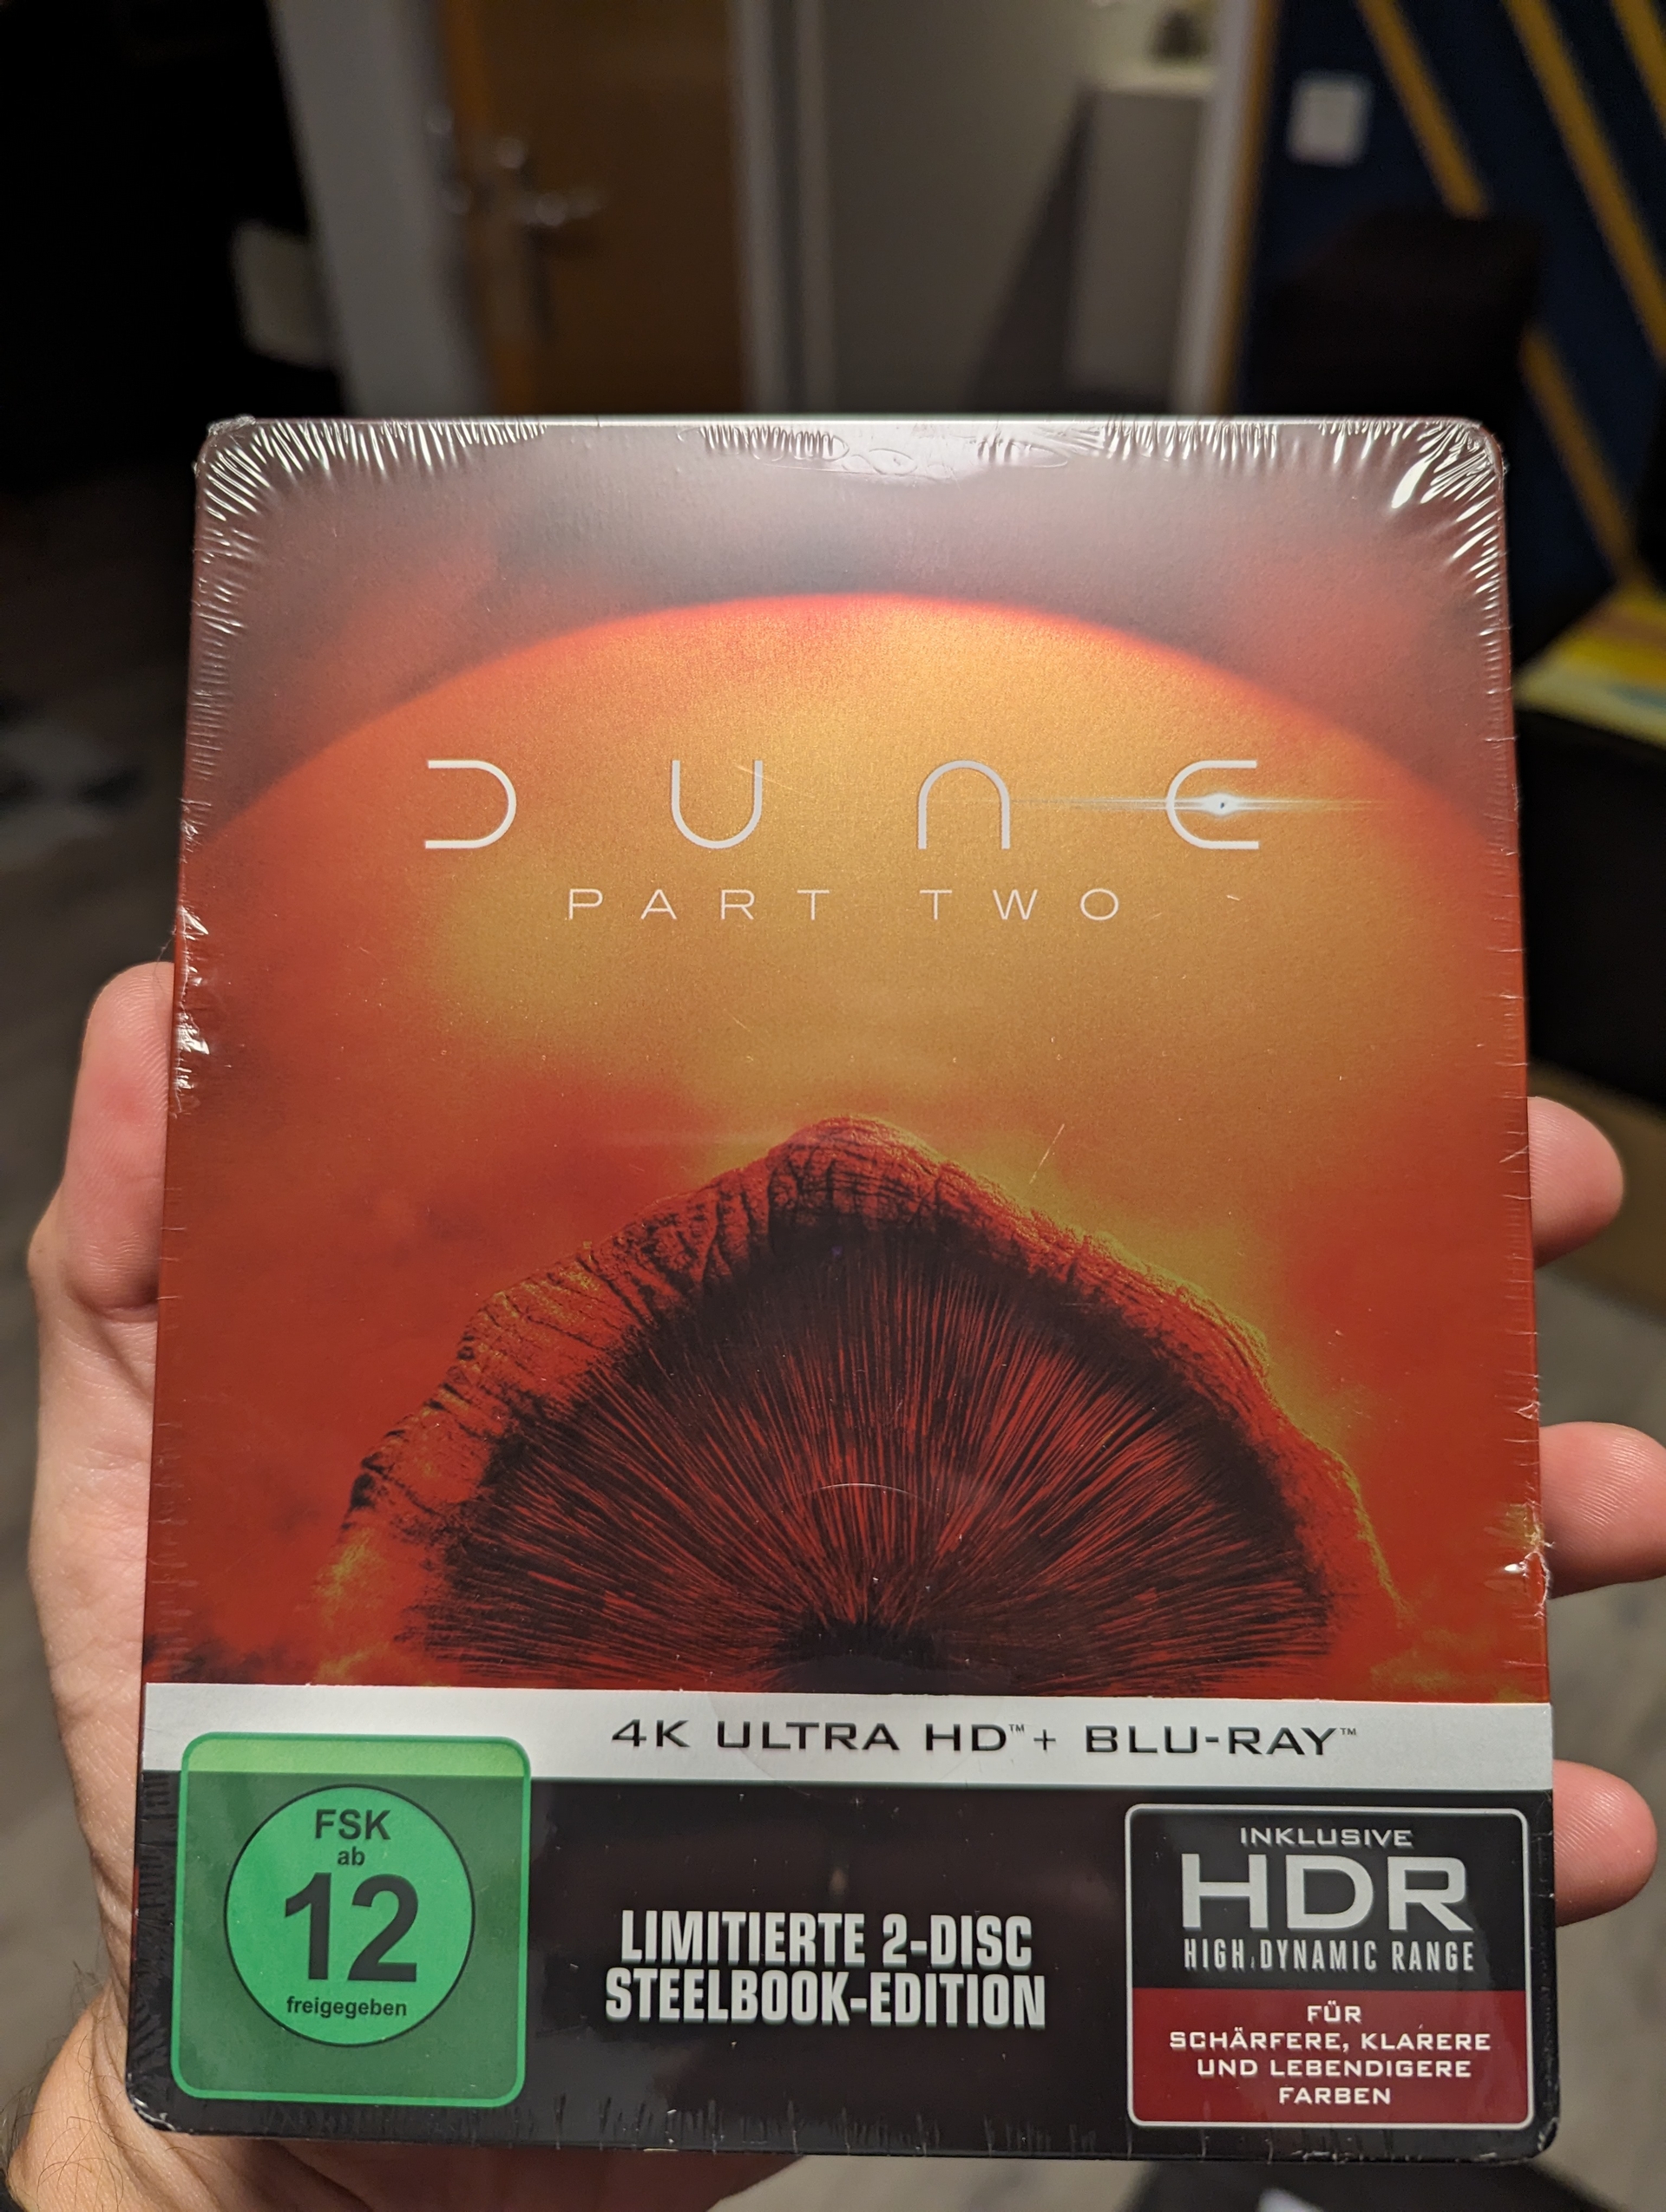 DUNE
PART TWO
4K ULTRA HD™ + BLU-RAY™
FSK
ab
12
freigegeben
LIMITIERTE 2-DISC
STEELBOOK-EDITION
INKLUSIVE
HDR
HIGH DYNAMIC RANGE
FÜR
SCHÄRFERE, KLARERE
UND LEBENDIGERE
FARBEN